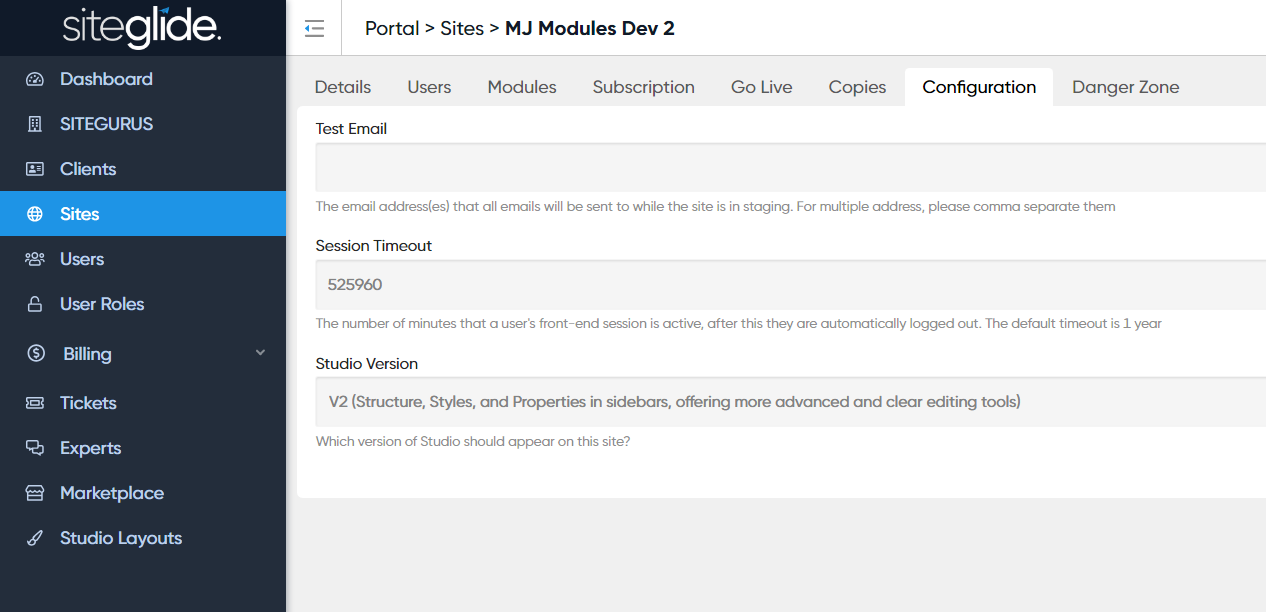 siteglide.
Portal > Sites > MJ Modules Dev 2
Dashboard
SITEGURUS
Clients
Sites
Users
User Roles
Billing
Tickets
Experts
Marketplace
Studio Layouts
Details
Users
Modules
Subscription
Go Live
Copies
Configuration
Danger Zone
Test Email
The email address(es) that all emails will be sent to while the site is in staging. For multiple address, please comma separate them
Session Timeout
525960
The number of minutes that a user's front-end session is active, after this they are automatically logged out. The default timeout is 1 year
Studio Version
V2 (Structure, Styles, and Properties in sidebars, offering more advanced and clear editing tools)
Which version of Studio should appear on this site?